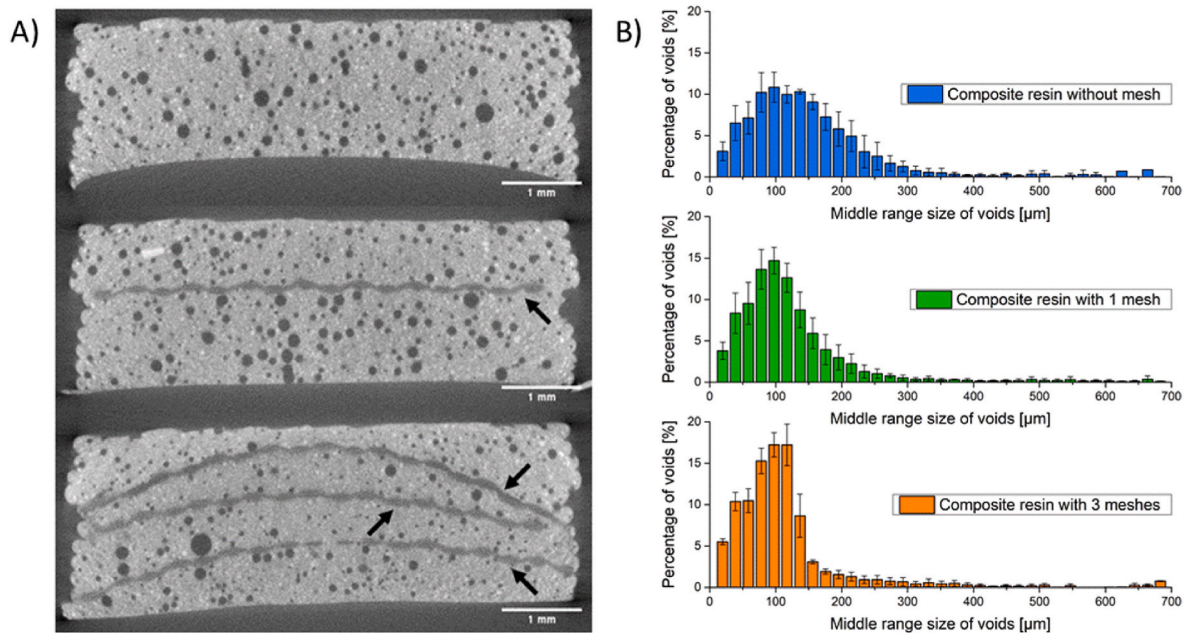 A)
1 mm
1 mm
1 mm
B)
Percentage of voids [%]
20
15
10
5
0
Composite resin without mesh
0 100 200 300 400 500 600 700
Middle range size of voids [µm]
Percentage of voids [%]
20
15
10
5
0
Composite resin with 1 mesh
0 100 200 300 400 500 600 700
Middle range size of voids [µm]
Percentage of voids [%]
20
15
10
5
0
Composite resin with 3 meshes
0 100 200 300 400 500 600 700
Middle range size of voids [µm]